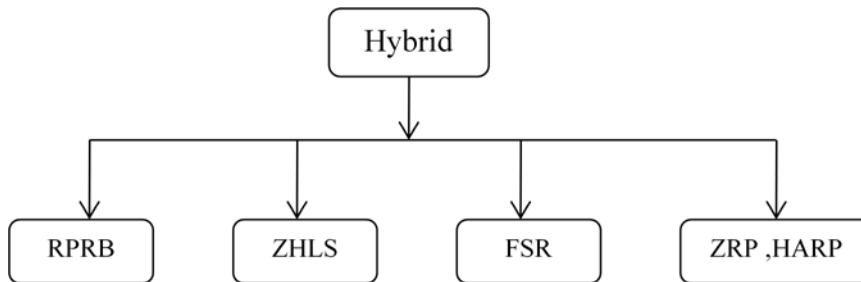 Hybrid
RPRB
ZHLS
FSR
ZRP ,HARP